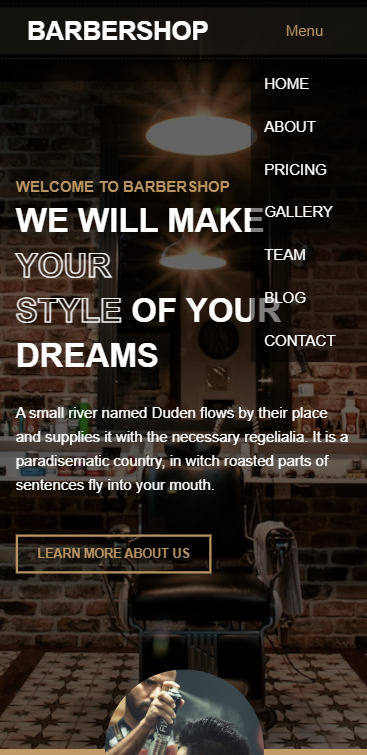 BARBERSHOP
Menu
HOME
ABOUT
PRICING
GALLERY
TEAM
BLOG
CONTACT
WELCOME TO BARBERSHOP
WE WILL MAKE
YOUR
STYLE OF YOUR
DREAMS
A small river named Duden flows by their place
and supplies it with the necessary regelialia. It is a
paradisematic country, in witch roasted parts of
sentences fly into your mouth.
LEARN MORE ABOUT US